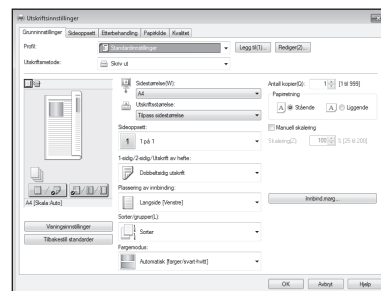 Utskriftsinnstillinger
Grunninnstillinger Sideoppsett Etterbehandling Papirkilde Kvalitet
Profil: Standardinnstillinger Legg til(1)... Rediger(2)...
Utskriftsmetode: Skriv ut
Sidestørrelse(W):
A4
Utskriftsstørrelse:
Tilpass sidestørrelse
Sideoppsett:
1 1 på 1
1-sidig/2-sidig/Utskrift av hefte:
Dobbeltsidig utskrift
Plassering av innbinding:
Langside [Venstre]
Sorter/grupper(L):
Sorter
Fargemodus:
Automatisk [farger/svart-hvitt]
Antall kopier(Q): 1 [1 til 999]
Papirretning
A Stående A Liggende
Manuell skalering
Skalering(Z): 100 % [25 til 200]
Innbind.marg...
A4 [Skala:Auto]
Visningsinnstillinger
Tilbakestill standarder
OK Avbryt Hjelp